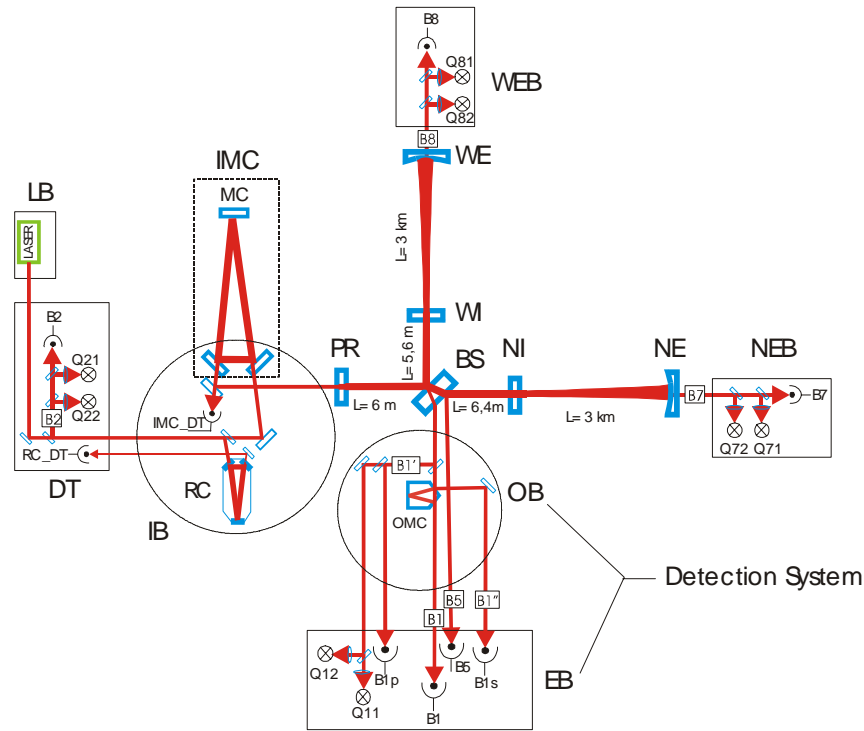 B8
Q81
Q82
WEB
B8
WE
IMC
MC
LB
LASER
L= 3 km
B2
Q21
Q22
B2
WI
PR
L=5,6 m
BS
NI
NE
NEB
B7
B7
L= 6 m
L= 6,4m
L= 3 km
Q72
Q71
IMC_DT
RC_DT
DT
RC
IB
B1′
OMC
OB
Detection System
B5
B1″
B1
Q12
Q11
B1p
B1
B5
B1s
EB